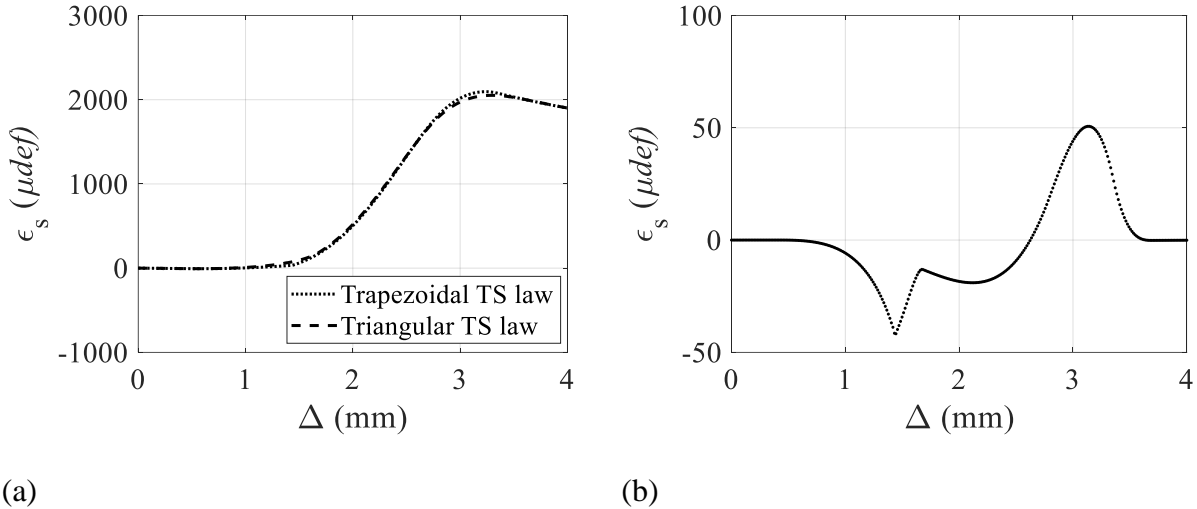 3000
2000
1000
0
-1000
ϵs (μdef)
0 1 2 3 4
Δ (mm)
Trapezoidal TS law
Triangular TS law
(a)
100
50
0
-50
ϵs (μdef)
0 1 2 3 4
Δ (mm)
(b)